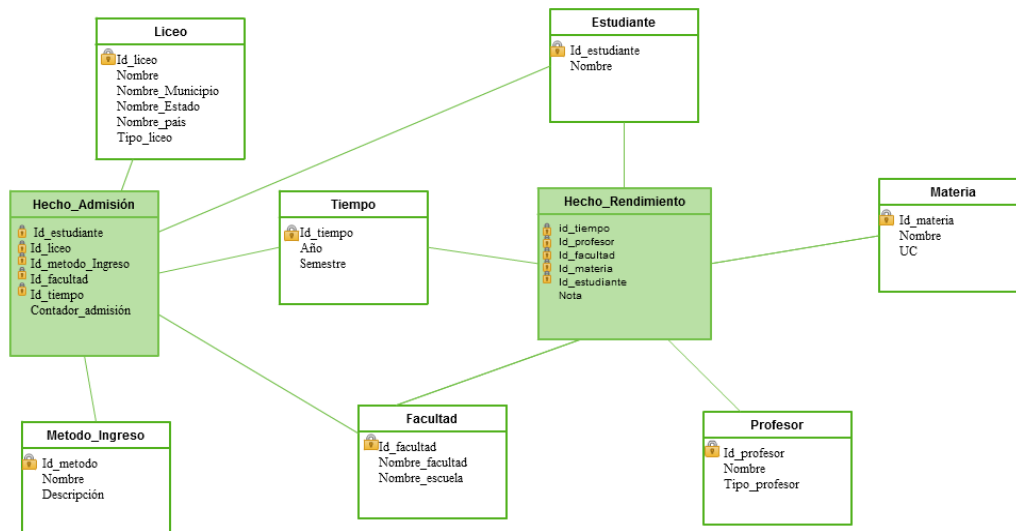 Liceo
Id_liceo
Nombre
Nombre_Municipio
Nombre_Estado
Nombre_pais
Tipo_liceo
Estudiante
Id_estudiante
Nombre
Hecho_Admisión
Id_estudiante
Id_liceo
Id_metodo_Ingreso
Id_facultad
Id_tiempo
Contador_admisión
Tiempo
Id_tiempo
Año
Semestre
Hecho_Rendimiento
id_tiempo
Id_profesor
Id_facultad
Id_materia
Id_estudiante
Nota
Materia
Id_materia
Nombre
UC
Metodo_Ingreso
Id_metodo
Nombre
Descripción
Facultad
Id_facultad
Nombre_facultad
Nombre_escuela
Profesor
Id_profesor
Nombre
Tipo_profesor